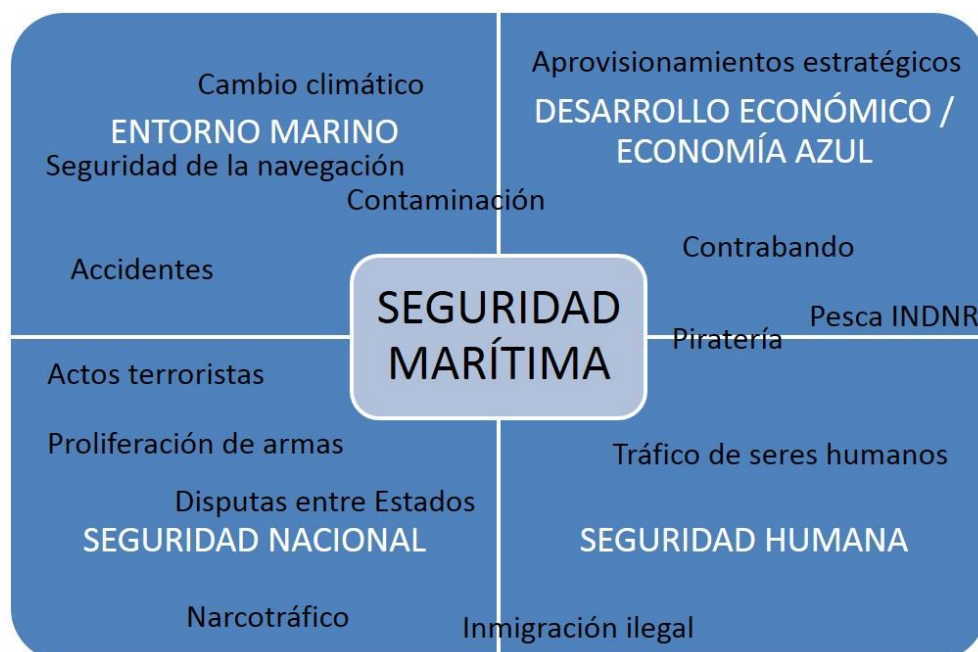 Cambio climático
ENTORNO MARINO
Seguridad de la navegación
Contaminación
Accidentes
Aprovisionamientos estratégicos
DESARROLLO ECONÓMICO /
ECONOMÍA AZUL
Contrabando
Pesca INDNR
Piratería
SEGURIDAD
MARÍTIMA
Actos terroristas
Proliferación de armas
Disputas entre Estados
SEGURIDAD NACIONAL
Narcotráfico
Tráfico de seres humanos
SEGURIDAD HUMANA
Inmigración ilegal